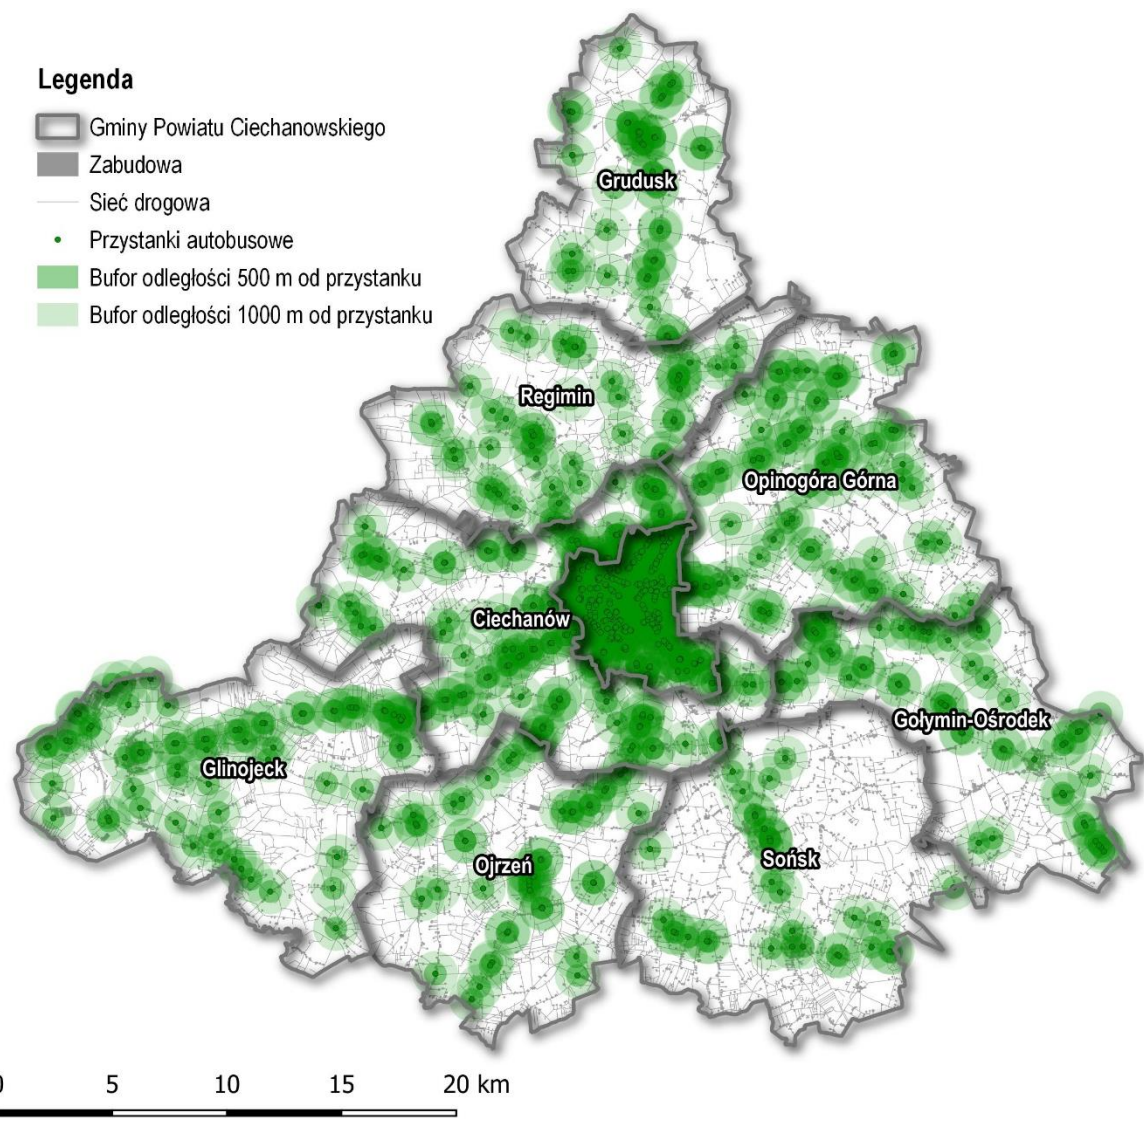 Legenda
Gminy Powiatu Ciechanowskiego
Zabudowa
Sieć drogowa
Przystanki autobusowe
Bufor odległości 500 m od przystanku
Bufor odległości 1000 m od przystanku
Grudusk
Regimin
Opinogóra Górna
Ciechanów
Gołymin-Ośrodek
Glinojeck
Ojrzeń
Sońsk
0 5 10 15 20 km